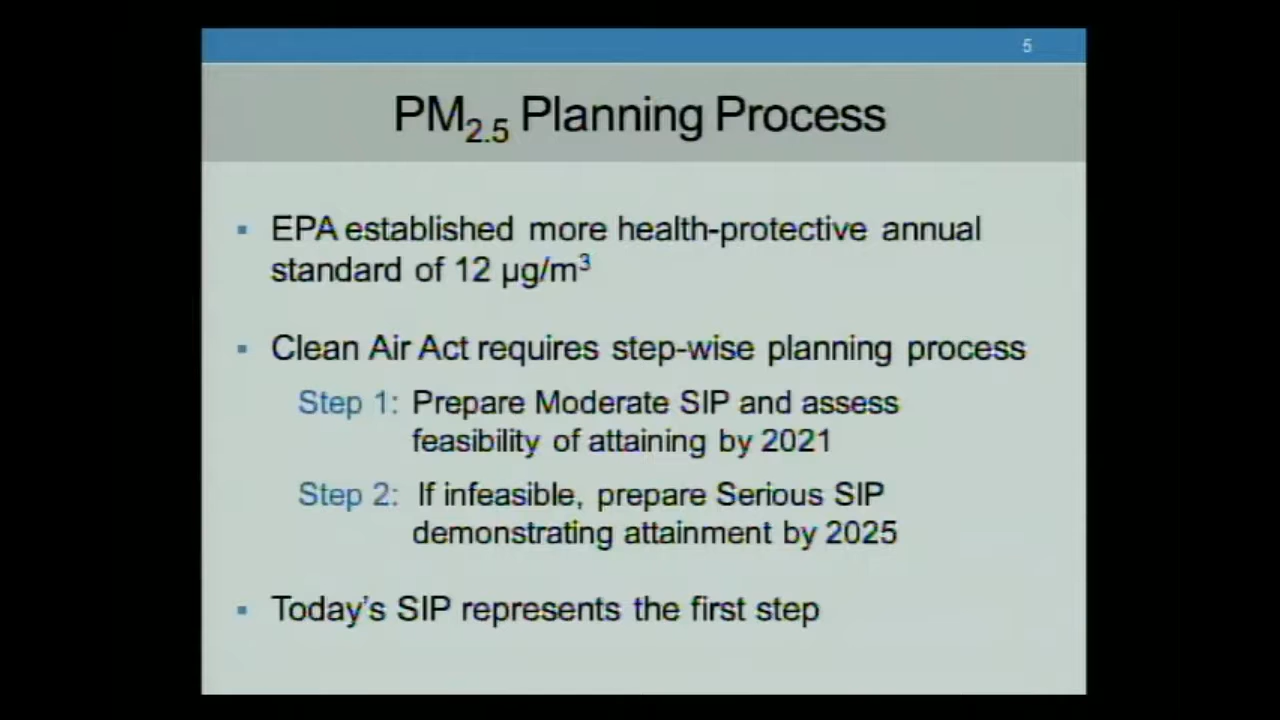 5
PM₂.₅ Planning Process
▪ EPA established more health-protective annual
standard of 12 µg/m³
▪ Clean Air Act requires step-wise planning process
Step 1: Prepare Moderate SIP and assess
feasibility of attaining by 2021
Step 2: If infeasible, prepare Serious SIP
demonstrating attainment by 2025
▪ Today's SIP represents the first step